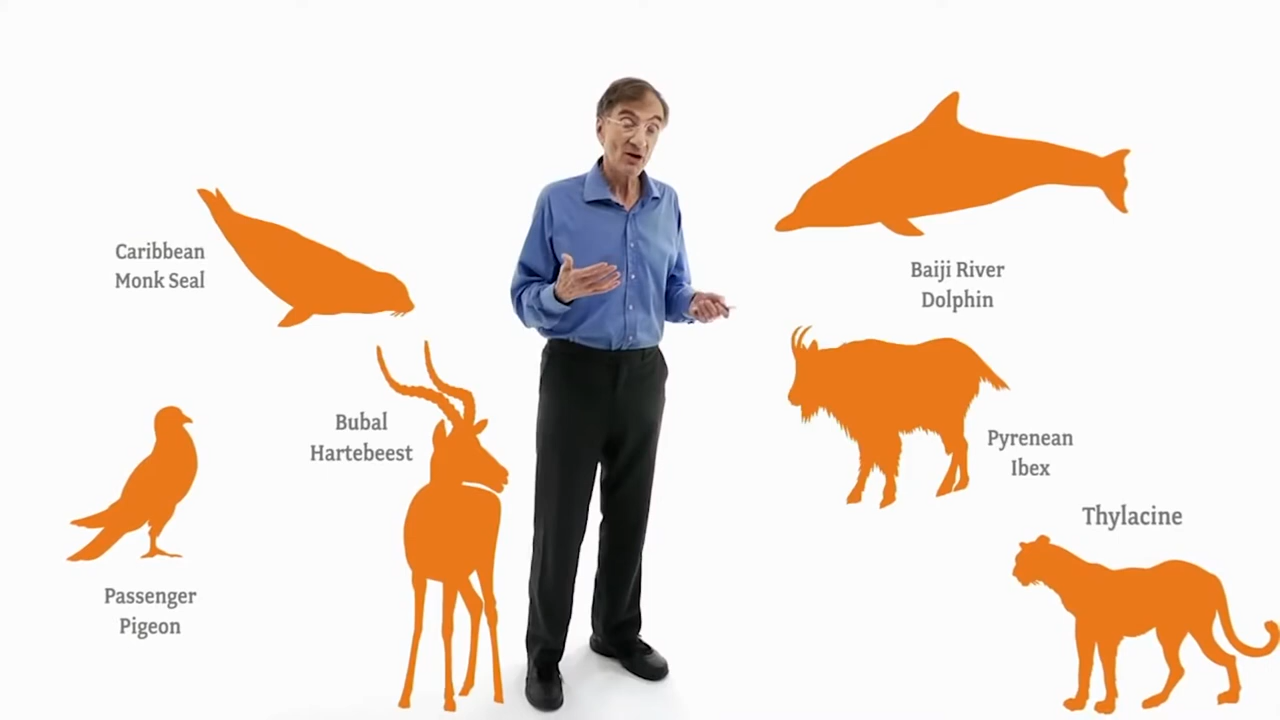 Caribbean
Monk Seal
Baiji River
Dolphin
Bubal
Hartebeest
Pyrenean
Ibex
Thylacine
Passenger
Pigeon